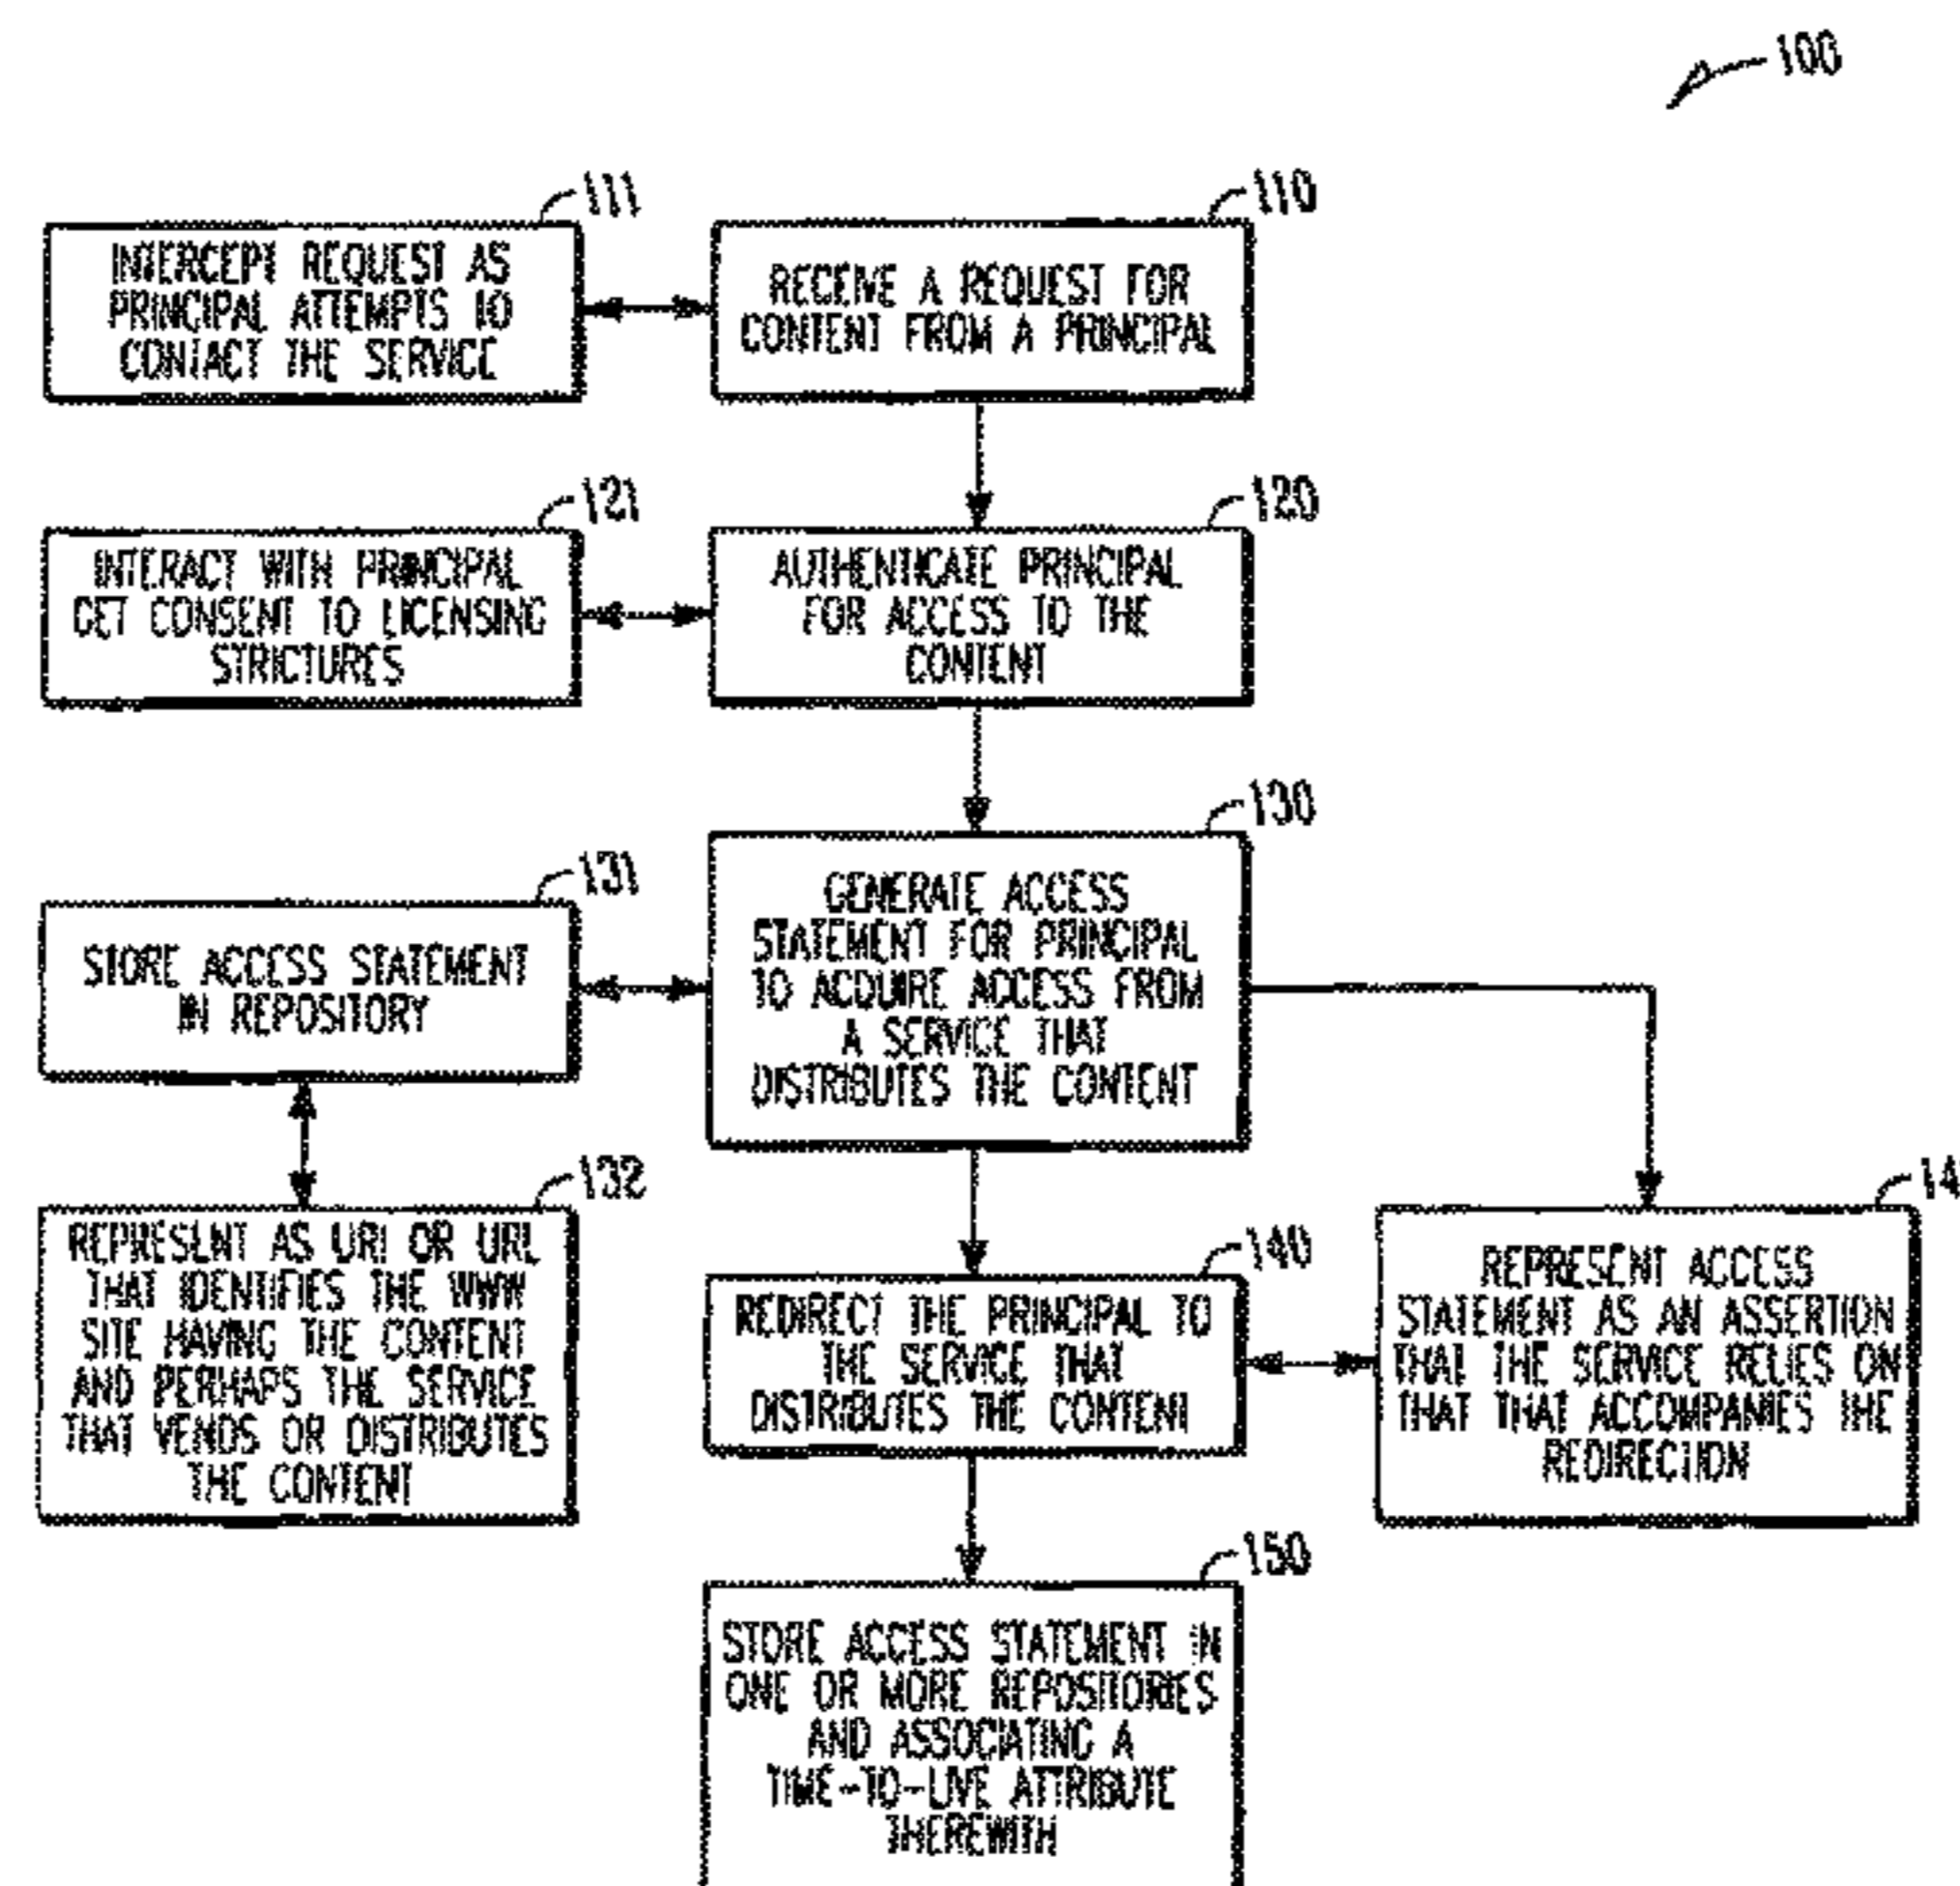 100
111
INTERCEPT REQUEST AS
PRINCIPAL ATTEMPTS TO
CONTACT THE SERVICE
110
RECEIVE A REQUEST FOR
CONTENT FROM A PRINCIPAL
121
INTERACT WITH PRINCIPAL
GET CONSENT TO LICENSING
STRICTURES
120
AUTHENTICATE PRINCIPAL
FOR ACCESS TO THE
CONTENT
131
STORE ACCESS STATEMENT
IN REPOSITORY
130
GENERATE ACCESS
STATEMENT FOR PRINCIPAL
TO ACQUIRE ACCESS FROM
A SERVICE THAT
DISTRIBUTES THE CONTENT
132
REPRESENT AS URI OR URL
THAT IDENTIFIES THE WWW
SITE HAVING THE CONTENT
AND PERHAPS THE SERVICE
THAT VENDS OR DISTRIBUTES
THE CONTENT
140
REDIRECT THE PRINCIPAL TO
THE SERVICE THAT
DISTRIBUTES THE CONTENT
14
REPRESENT ACCESS
STATEMENT AS AN ASSERTION
THAT THE SERVICE RELIES ON
THAT THAT ACCOMPANIES THE
REDIRECTION
150
STORE ACCESS STATEMENT IN
ONE OR MORE REPOSITORIES
AND ASSOCIATING A
TIME-TO-LIVE ATTRIBUTE
THEREWITH